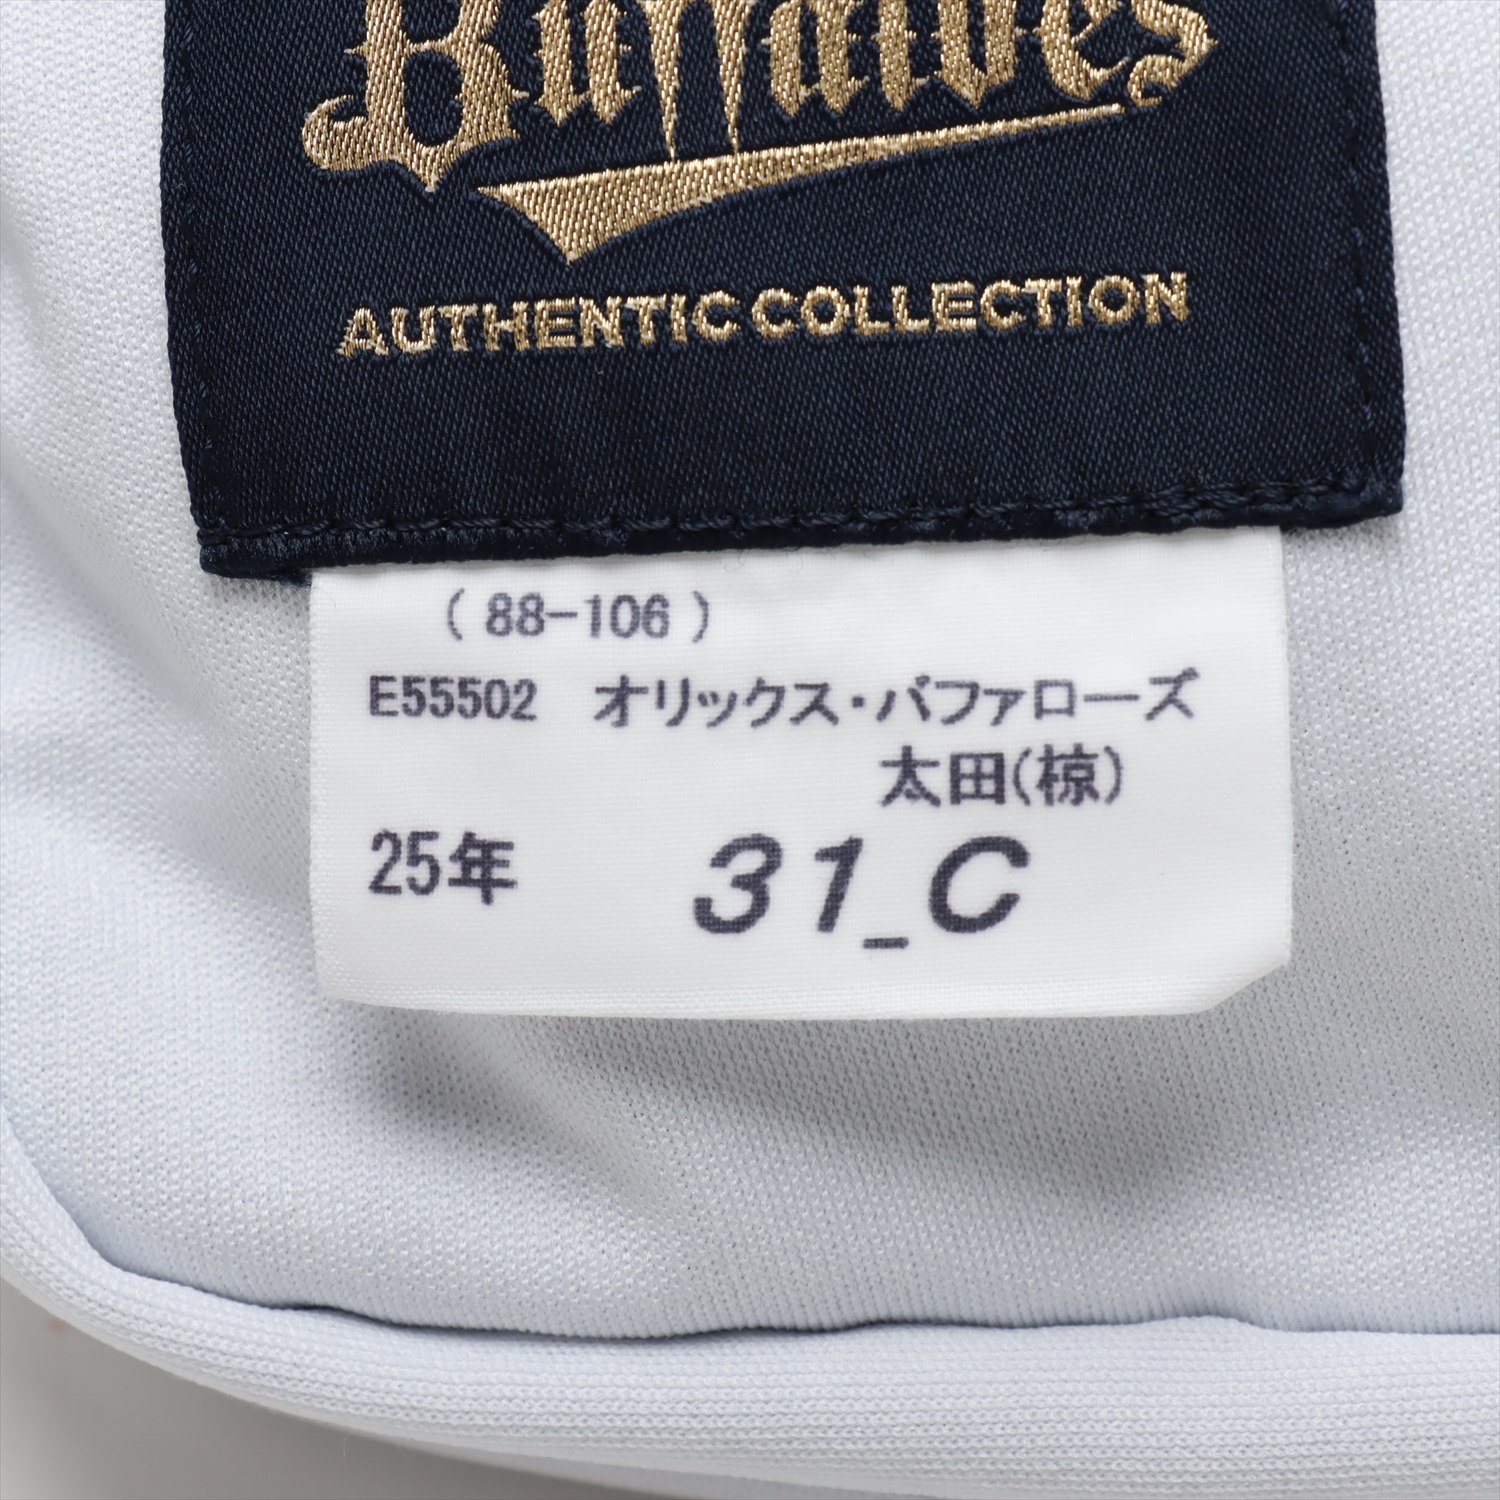 Buffaloes
AUTHENTIC COLLECTION
( 88-106 )
E55502 オリックス・バファローズ
太田(椋)
25年 31_C